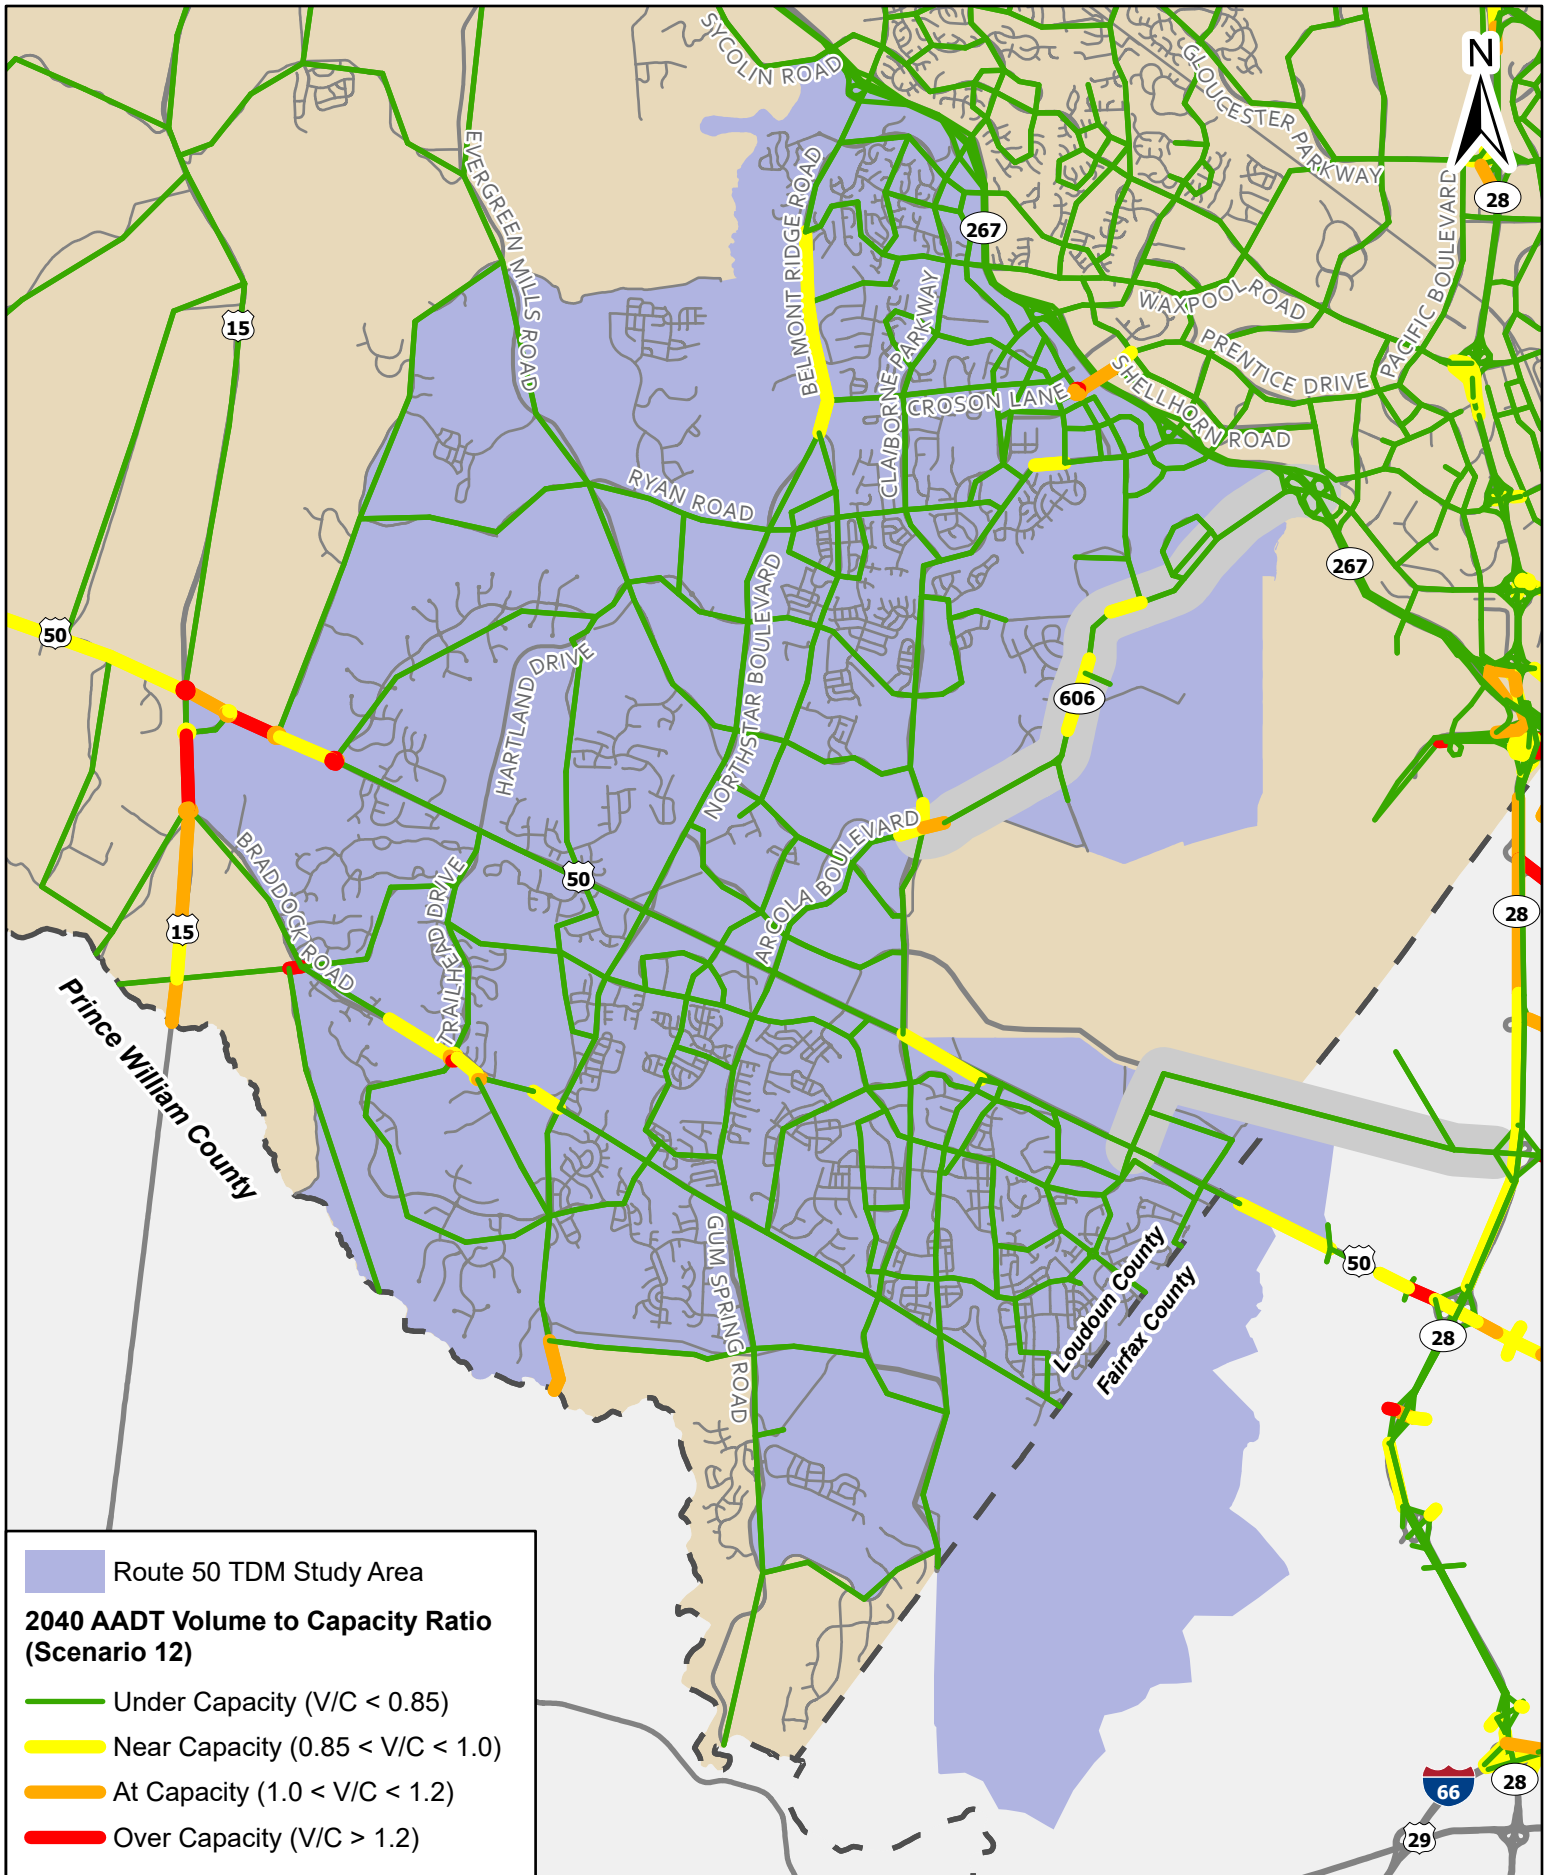 SYCOLIN ROAD
GLOUCESTER PARKWAY
N
28
EVERGREEN MILLS ROAD
BELMONT RIDGE ROAD
267
PACIFIC BOULEVARD
15
WAXPOOL ROAD
CLAIBORNE PARKWAY
PRENTICE DRIVE
SHELLHORN ROAD
CROSON LANE
RYAN ROAD
267
50
HARTLAND DRIVE
NORTHSTAR BOULEVARD
606
ARCOLA BOULEVARD
50
BRADDOCK ROAD
TRAILHEAD DRIVE
15
28
Prince William County
GUM SPRING ROAD
Loudoun County
Fairfax County
50
28
Route 50 TDM Study Area
2040 AADT Volume to Capacity Ratio
(Scenario 12)
Under Capacity (V/C < 0.85)
Near Capacity (0.85 < V/C < 1.0)
At Capacity (1.0 < V/C < 1.2)
Over Capacity (V/C > 1.2)
66
28
29